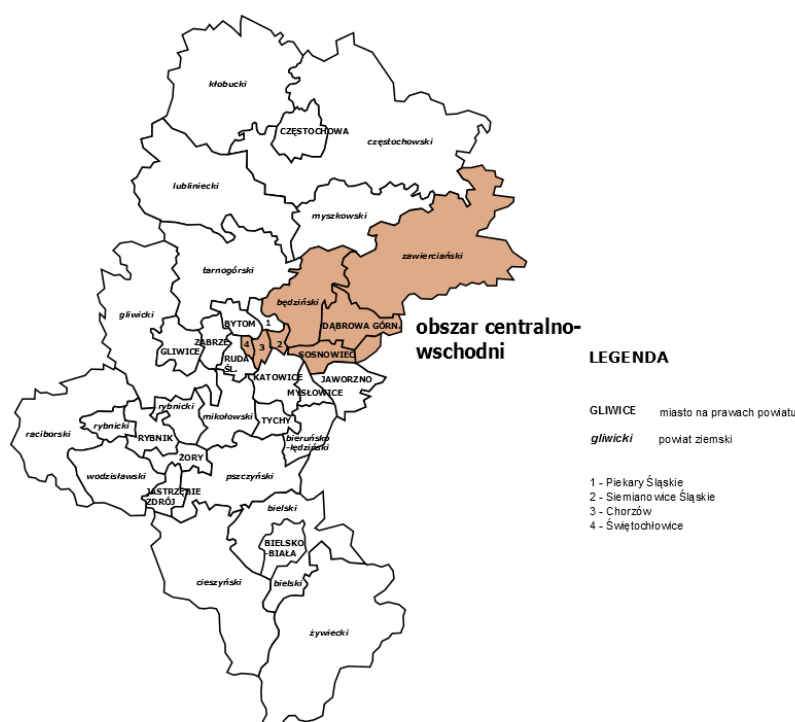 kłobucki
CZĘSTOCHOWA
częstochowski
lubliniecki
myszkowski
zawierciański
tarnogórski
będziński
gliwicki
BYTOM
1
DĄBROWA GÓRN.
obszar centralno-
wschodni
GLIWICE
ZABRZE
4
3
2
SOSNOWIEC
RUDA
ŚL.
KATOWICE
JAWORZNO
MYSŁOWICE
LEGENDA
GLIWICE miasto na prawach powiatu
gliwicki powiat ziemski
1 - Piekary Śląskie
2 - Siemianowice Śląskie
3 - Chorzów
4 - Świętochłowice
raciborski
rybnicki
rybnicki
RYBNIK
mikołowski
TYCHY
bieruńsko
-lędziński
ŻORY
wodzisławski
pszczyński
JASTRZĘBIE
ZDRÓJ
bielski
BIELSKO
-BIAŁA
cieszyński
bielski
żywiecki